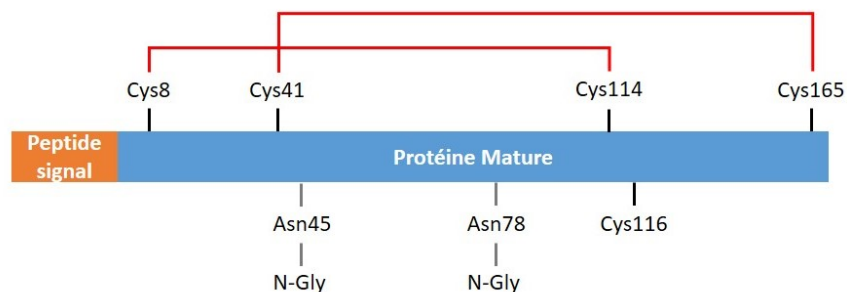 Cys8 Cys41 Cys114 Cys165
Peptide
signal
Protéine Mature
Asn45 Asn78 Cys116
N-Gly N-Gly